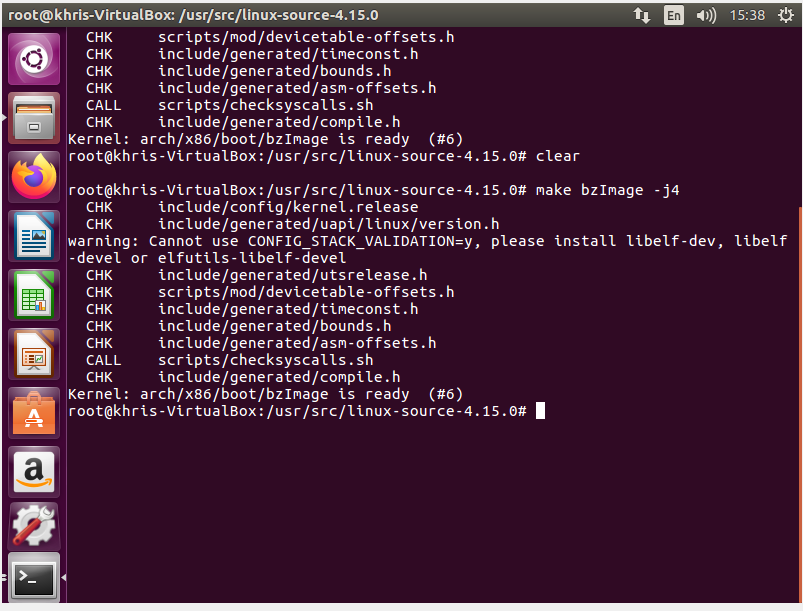 root@khris-VirtualBox: /usr/src/linux-source-4.15.0 En 15:38
CHK scripts/mod/devicetable-offsets.h
CHK include/generated/timeconst.h
CHK include/generated/bounds.h
CHK include/generated/asm-offsets.h
CALL scripts/checksyscalls.sh
CHK include/generated/compile.h
Kernel: arch/x86/boot/bzImage is ready (#6)
root@khris-VirtualBox:/usr/src/linux-source-4.15.0# clear
root@khris-VirtualBox:/usr/src/linux-source-4.15.0# make bzImage -j4
CHK include/config/kernel.release
CHK include/generated/uapi/linux/version.h
warning: Cannot use CONFIG_STACK_VALIDATION=y, please install libelf-dev, libelf
-devel or elfutils-libelf-devel
CHK include/generated/utsrelease.h
CHK scripts/mod/devicetable-offsets.h
CHK include/generated/timeconst.h
CHK include/generated/bounds.h
CHK include/generated/asm-offsets.h
CALL scripts/checksyscalls.sh
CHK include/generated/compile.h
Kernel: arch/x86/boot/bzImage is ready (#6)
root@khris-VirtualBox:/usr/src/linux-source-4.15.0#